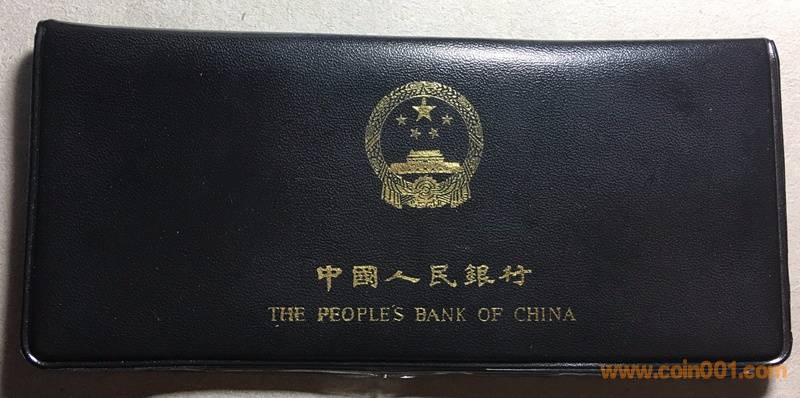 中國人民銀行
THE PEOPLE'S BANK OF CHINA
www.coin001.com